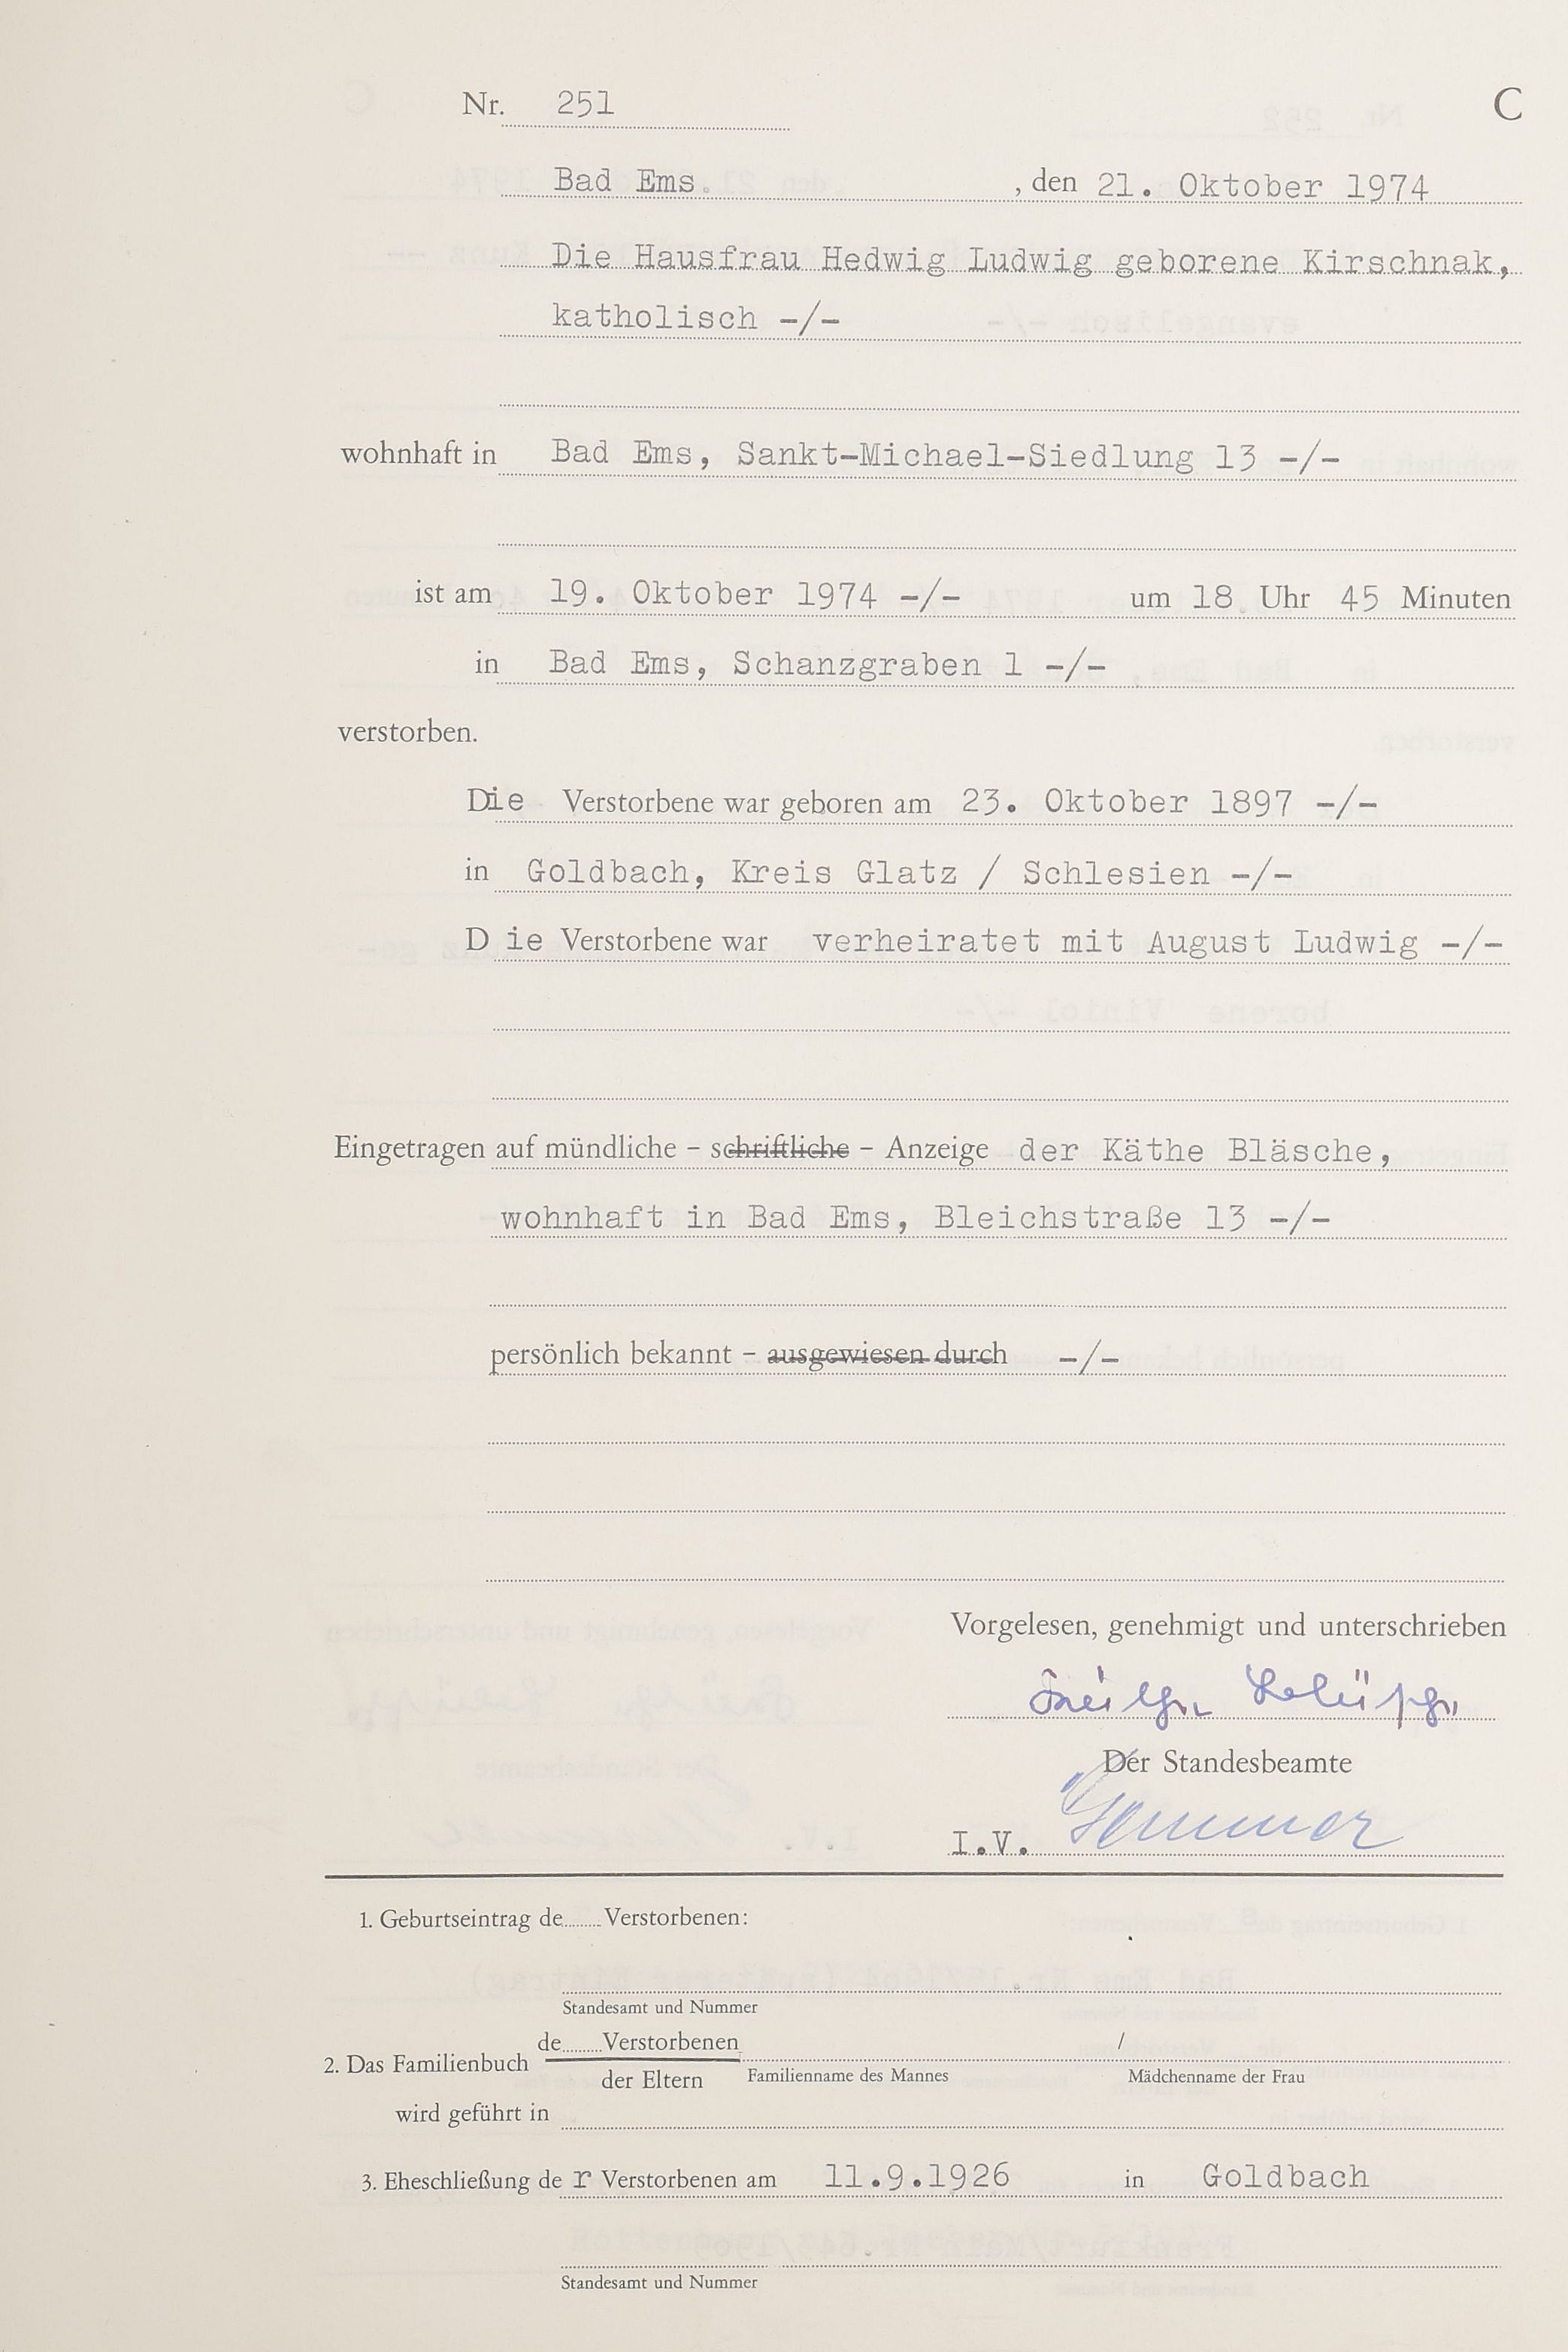 Nr. 251 C
Bad Ems , den 21. Oktober 1974
Die Hausfrau Hedwig Ludwig geborene Kirschnak,
katholisch -/-
wohnhaft in Bad Ems, Sankt-Michael-Siedlung 13 -/-
ist am 19. Oktober 1974 -/- um 18 Uhr 45 Minuten
in Bad Ems, Schanzgraben 1 -/-
verstorben.
Die Verstorbene war geboren am 23. Oktober 1897 -/-
in Goldbach, Kreis Glatz / Schlesien -/-
D ie Verstorbene war verheiratet mit August Ludwig -/-
Eingetragen auf mündliche - schriftliche - Anzeige der Käthe Bläsche,
wohnhaft in Bad Ems, Bleichstraße 13 -/-
persönlich bekannt - ausgewiesen durch -/-
Vorgelesen, genehmigt und unterschrieben
Der Standesbeamte
I.V. Sommer
1. Geburtseintrag de Verstorbenen:
Standesamt und Nummer
de Verstorbenen /
2. Das Familienbuch
der Eltern Familienname des Mannes Mädchenname der Frau
wird geführt in
3. Eheschließung de r Verstorbenen am 11.9.1926 in Goldbach
Standesamt und Nummer